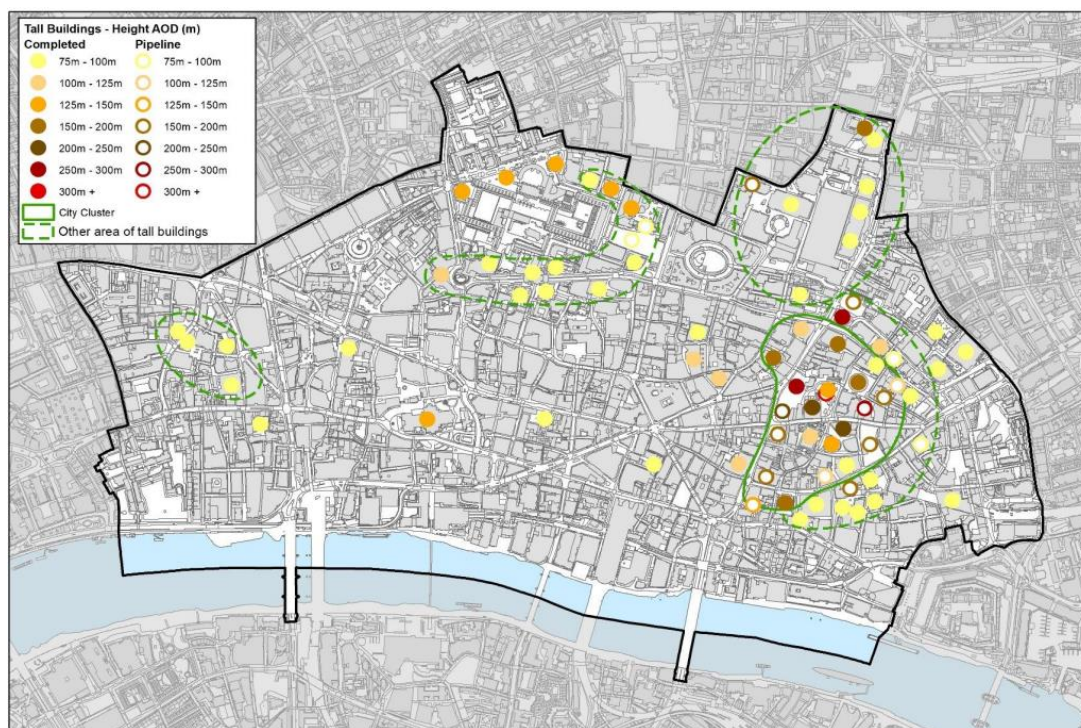 Tall Buildings - Height AOD (m)
Completed Pipeline
75m - 100m 75m - 100m
100m - 125m 100m - 125m
125m - 150m 125m - 150m
150m - 200m 150m - 200m
200m - 250m 200m - 250m
250m - 300m 250m - 300m
300m + 300m +
City Cluster
Other area of tall buildings